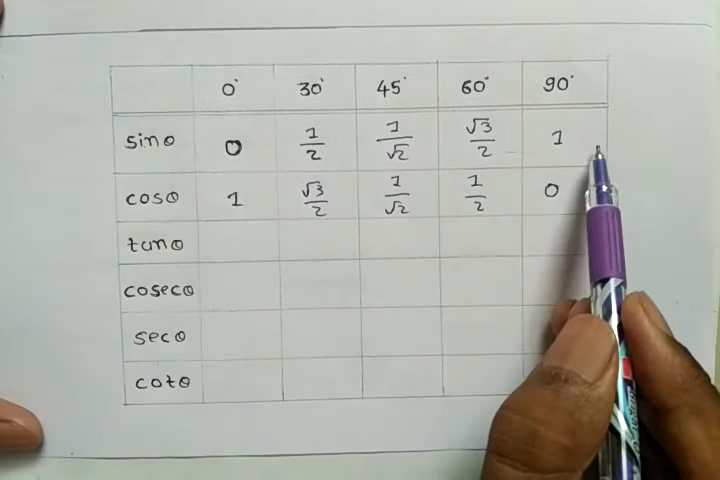 0° 30° 45° 60° 90°
sinθ 0 1/2 1/√2 √3/2 1
cosθ 1 √3/2 1/√2 1/2 0
tanθ
cosecθ
secθ
cotθ